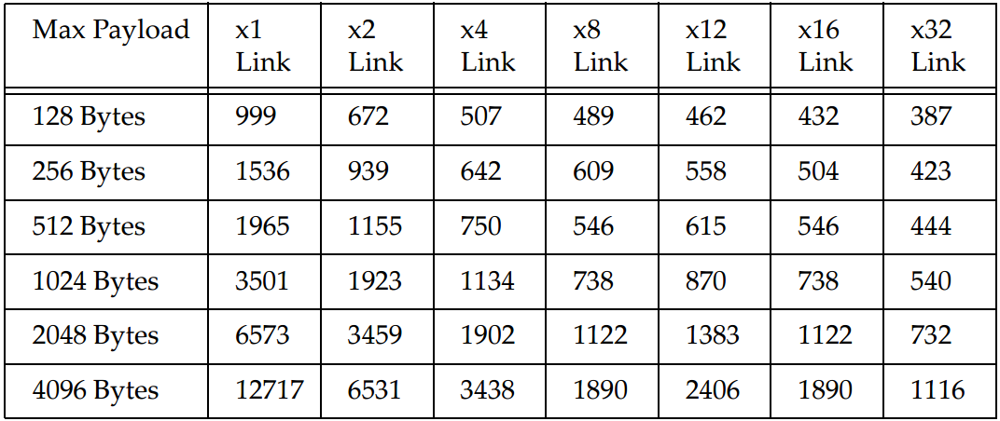 Max Payload x1 Link x2 Link x4 Link x8 Link x12 Link x16 Link x32 Link
128 Bytes 999 672 507 489 462 432 387
256 Bytes 1536 939 642 609 558 504 423
512 Bytes 1965 1155 750 546 615 546 444
1024 Bytes 3501 1923 1134 738 870 738 540
2048 Bytes 6573 3459 1902 1122 1383 1122 732
4096 Bytes 12717 6531 3438 1890 2406 1890 1116